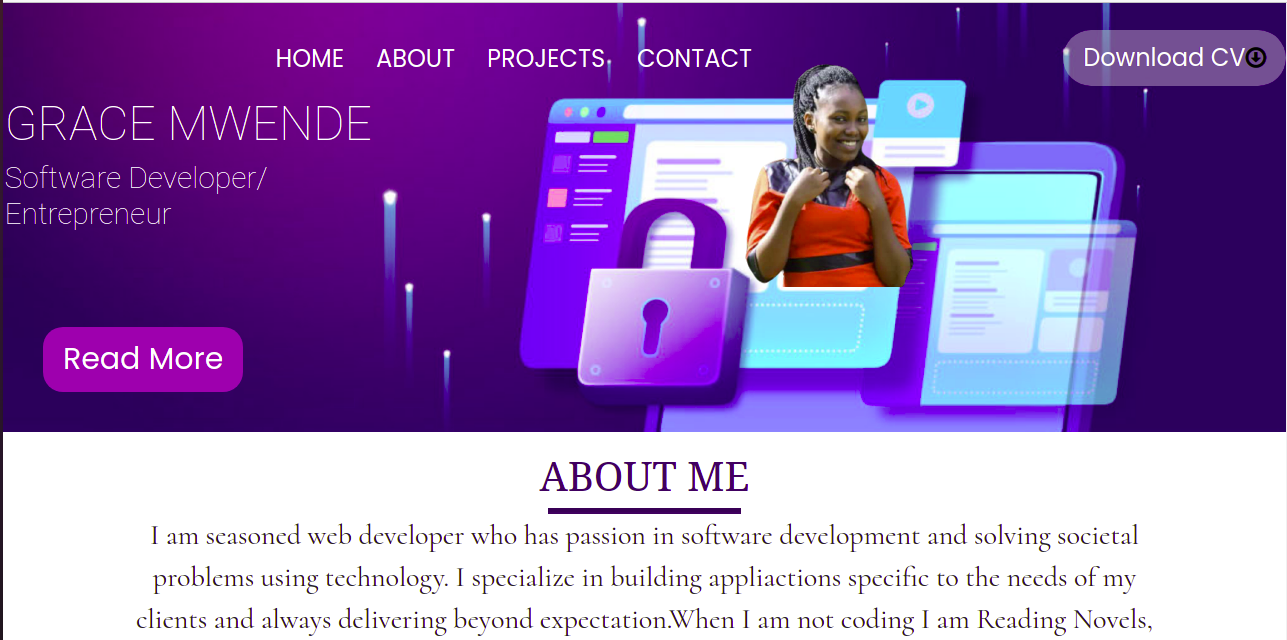 HOME ABOUT PROJECTS CONTACT Download CV
GRACE MWENDE
Software Developer/
Entrepreneur
Read More
ABOUT ME
I am seasoned web developer who has passion in software development and solving societal
problems using technology. I specialize in building appliactions specific to the needs of my
clients and always delivering beyond expectation.When I am not coding I am Reading Novels,